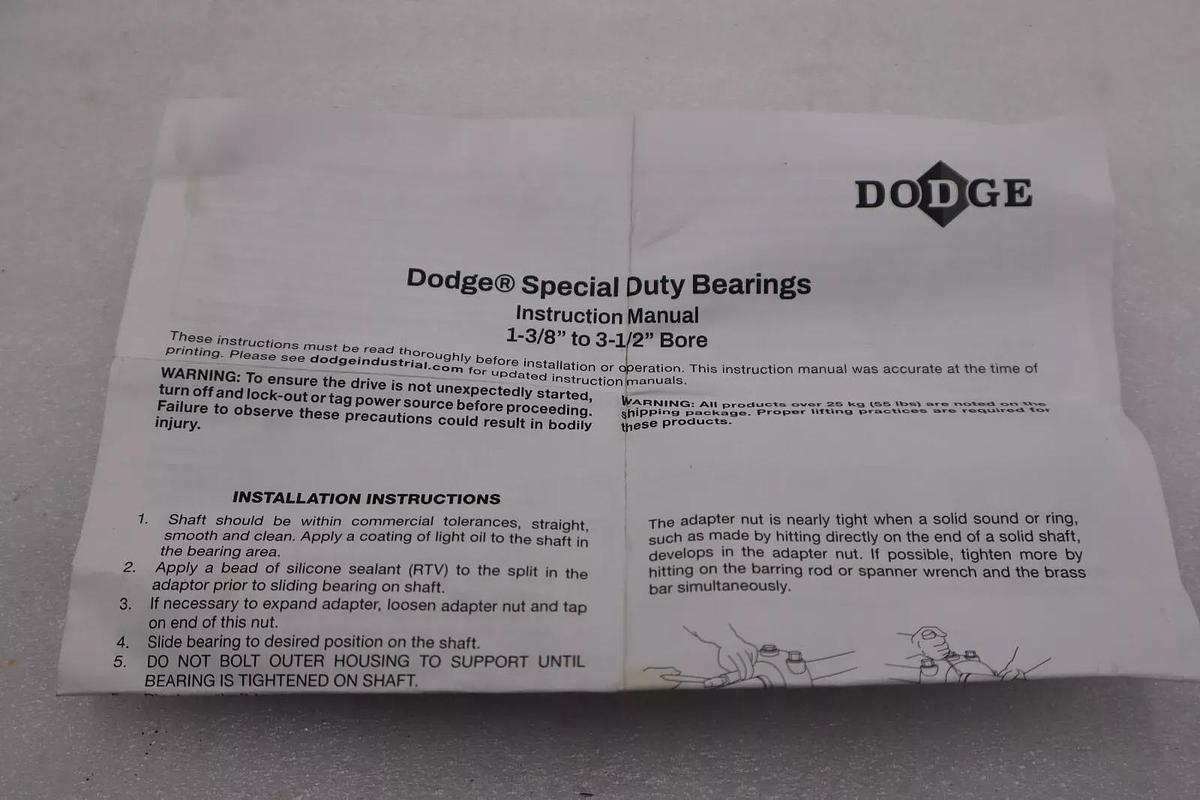 DODGE
Dodge® Special Duty Bearings
Instruction Manual
1-3/8" to 3-1/2" Bore
These instructions must be read thoroughly before installation or operation. This instruction manual was accurate at the time of
printing. Please see dodgeindustrial.com for updated instruction manuals.
WARNING: To ensure the drive is not unexpectedly started,
turn off and lock-out or tag power source before proceeding.
Failure to observe these precautions could result in bodily
injury.
WARNING: All products over 25 kg (55 lbs) are noted on the
shipping package. Proper lifting practices are required for
these products.
INSTALLATION INSTRUCTIONS
1. Shaft should be within commercial tolerances, straight,
smooth and clean. Apply a coating of light oil to the shaft in
the bearing area.
2. Apply a bead of silicone sealant (RTV) to the split in the
adaptor prior to sliding bearing on shaft.
3. If necessary to expand adapter, loosen adapter nut and tap
on end of this nut.
4. Slide bearing to desired position on the shaft.
5. DO NOT BOLT OUTER HOUSING TO SUPPORT UNTIL
BEARING IS TIGHTENED ON SHAFT.
The adapter nut is nearly tight when a solid sound or ring,
such as made by hitting directly on the end of a solid shaft,
develops in the adapter nut. If possible, tighten more by
hitting on the barring rod or spanner wrench and the brass
bar simultaneously.